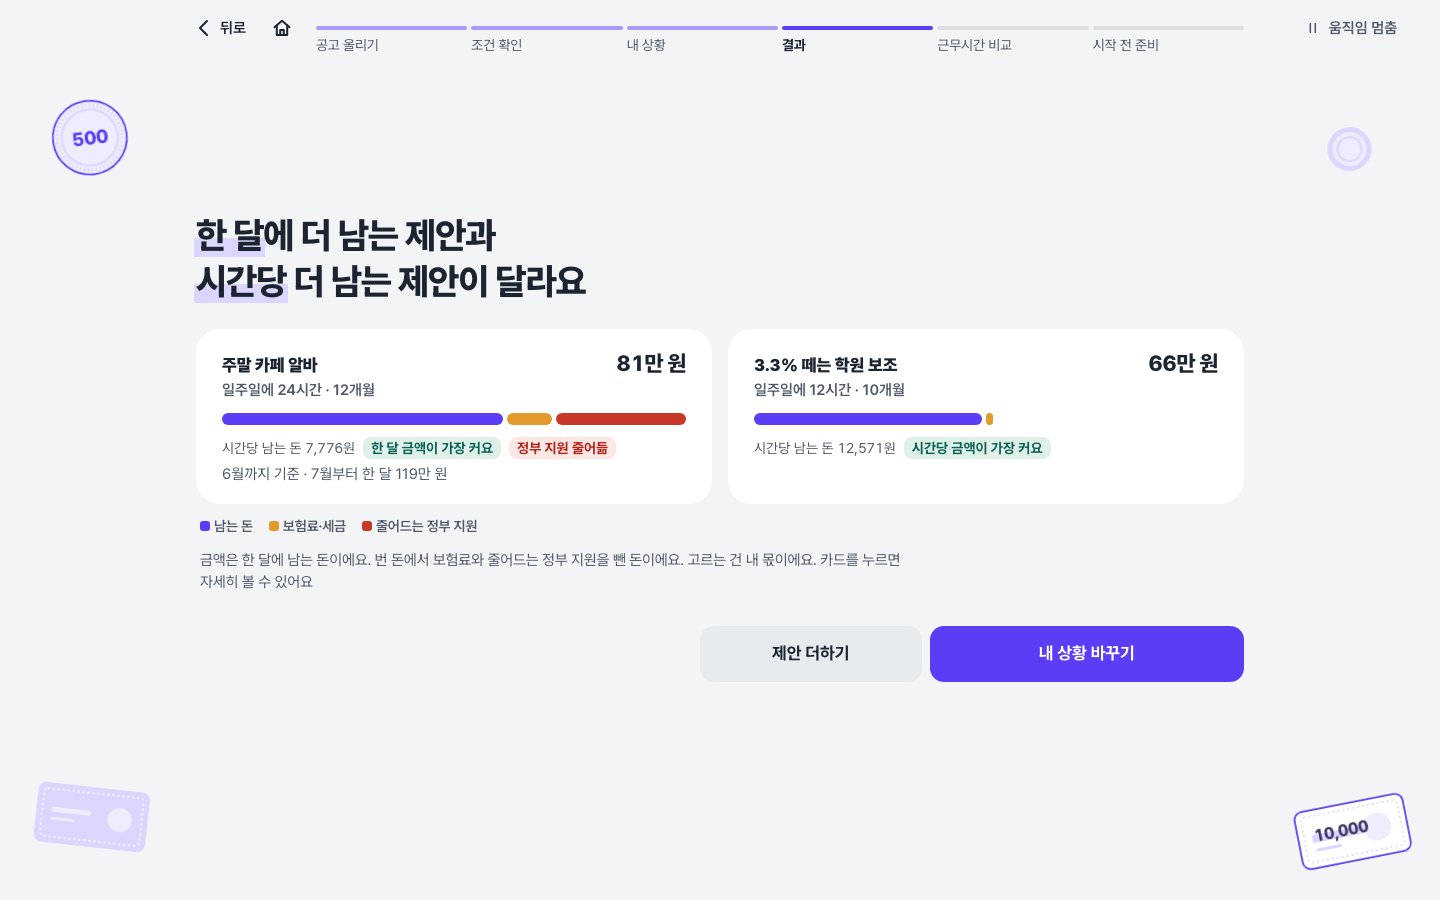 뒤로
공고 올리기
조건 확인
내 상황
결과
근무시간 비교
시작 전 준비
움직임 멈춤
500
한 달에 더 남는 제안과
시간당 더 남는 제안이 달라요
주말 카페 알바
81만 원
일주일에 24시간 · 12개월
시간당 남는 돈 7,776원
한 달 금액이 가장 커요
정부 지원 줄어듦
6월까지 기준 · 7월부터 한 달 119만 원
3.3% 떼는 학원 보조
66만 원
일주일에 12시간 · 10개월
시간당 남는 돈 12,571원
시간당 금액이 가장 커요
남는 돈
보험료·세금
줄어드는 정부 지원
금액은 한 달에 남는 돈이에요. 번 돈에서 보험료와 줄어드는 정부 지원을 뺀 돈이에요. 고르는 건 내 몫이에요. 카드를 누르면
자세히 볼 수 있어요
제안 더하기
내 상황 바꾸기
10,000